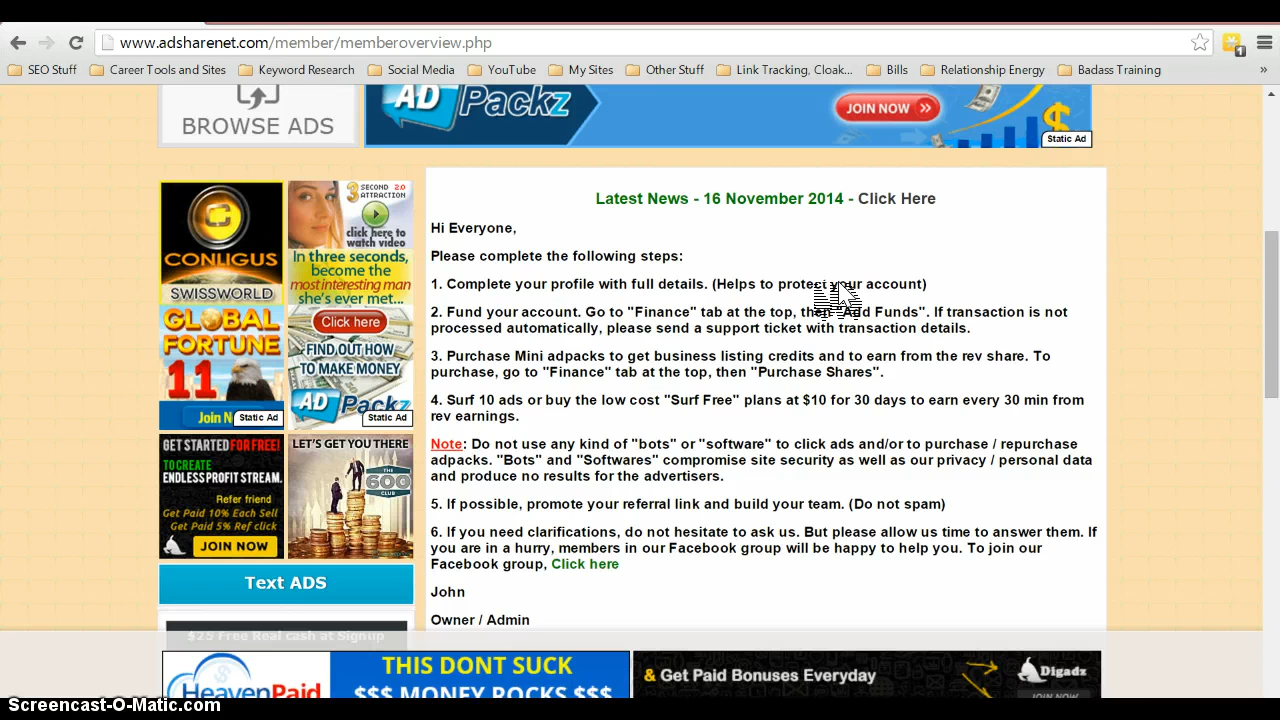 www.adsharenet.com/member/memberoverview.php
1
SEO Stuff
Career Tools and Sites
Keyword Research
Social Media
YouTube
My Sites
Other Stuff
Link Tracking, Cloak...
Bills
Relationship Energy
Badass Training
»
BROWSE ADS
AD Packz
JOIN NOW »
$
Static Ad
C
CONLIGUS
SWISSWORLD
3 SECOND 2.0
ATTRACTION
click here to
watch video
In three seconds,
become the
most interesting man
she's ever met...
GLOBAL
FORTUNE
11
Join N
Static Ad
Click here
FIND OUT HOW
TO MAKE MONEY
AD Packz
Static Ad
GET STARTED FOR FREE!
TO CREATE
ENDLESS PROFIT STREAM.
Refer friend
Get Paid 10% Each Sell
Get Paid 5% Ref click
JOIN NOW
LET'S GET YOU THERE
THE
600
CLUB
Text ADS
$25 Free Real cash at Signup
Latest News - 16 November 2014 - Click Here
Hi Everyone,
Please complete the following steps:
1. Complete your profile with full details. (Helps to protect your account)
2. Fund your account. Go to "Finance" tab at the top, then "Add Funds". If transaction is not
processed automatically, please send a support ticket with transaction details.
3. Purchase Mini adpacks to get business listing credits and to earn from the rev share. To
purchase, go to "Finance" tab at the top, then "Purchase Shares".
4. Surf 10 ads or buy the low cost "Surf Free" plans at $10 for 30 days to earn every 30 min from
rev earnings.
Note: Do not use any kind of "bots" or "software" to click ads and/or to purchase / repurchase
adpacks. "Bots" and "Softwares" compromise site security as well as our privacy / personal data
and produce no results for the advertisers.
5. If possible, promote your referral link and build your team. (Do not spam)
6. If you need clarifications, do not hesitate to ask us. But please allow us time to answer them. If
you are in a hurry, members in our Facebook group will be happy to help you. To join our
Facebook group, Click here
John
Owner / Admin
HeavenPaid
THIS DONT SUCK
$$$ MONEY ROCKS $$$
& Get Paid Bonuses Everyday
Digadz
JOIN NOW
Screencast-O-Matic.com